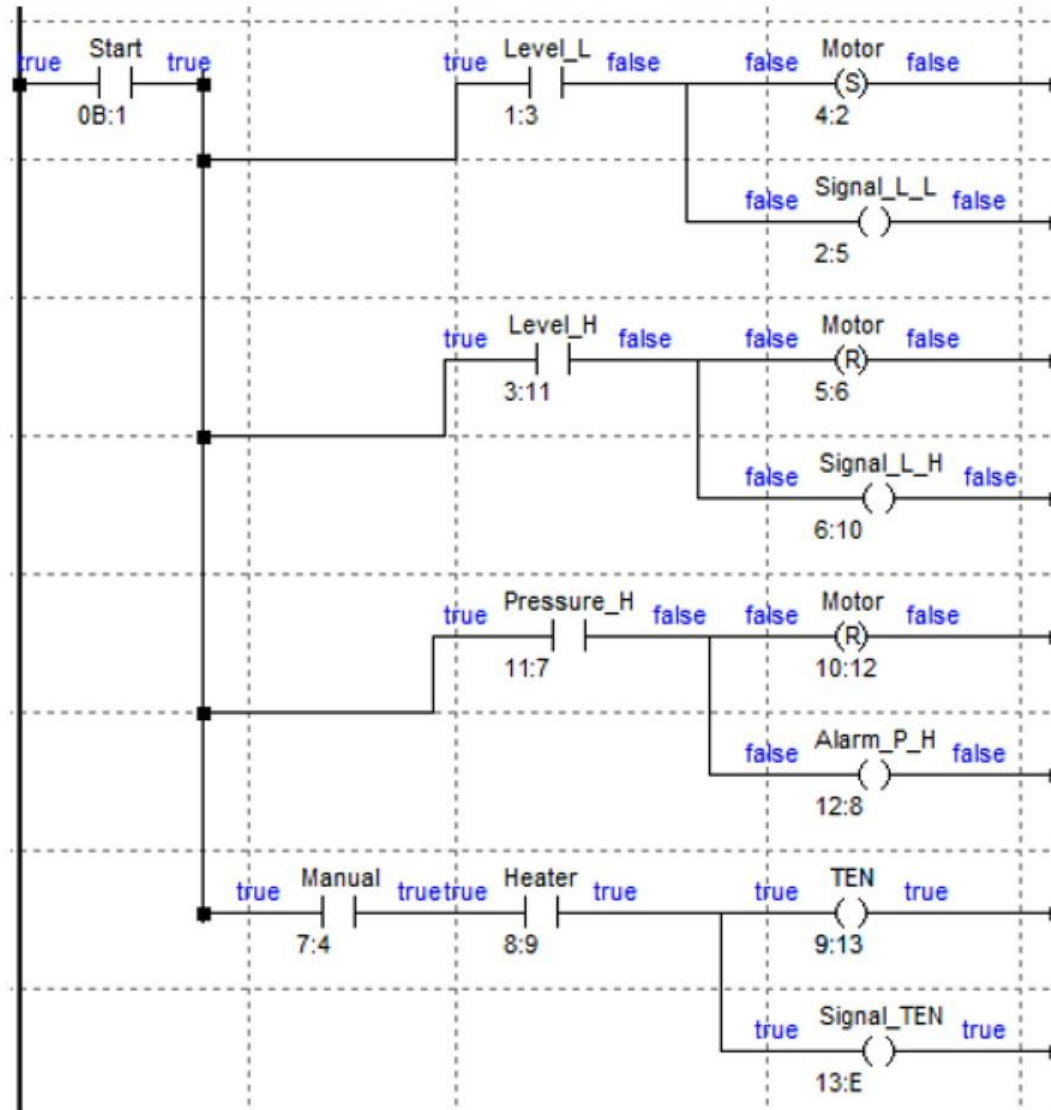 Start Level_L Motor
true true true false false (S) false
0B:1 1:3 4:2
Signal_L_L
false false
2:5
Level_H Motor
true false false (R) false
3:11 5:6
Signal_L_H
false false
6:10
Pressure_H Motor
true false false (R) false
11:7 10:12
Alarm_P_H
false false
12:8
Manual Heater TEN
true true true true true true
7:4 8:9 9:13
Signal_TEN
true true
13:E